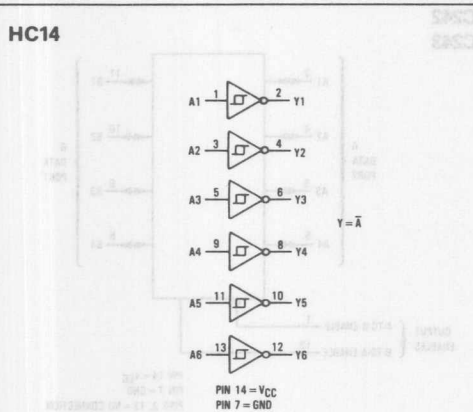 HC14
A1 1 2 Y1
A2 3 4 Y2
A3 5 6 Y3
Y = A̅
A4 9 8 Y4
A5 11 10 Y5
A6 13 12 Y6
PIN 14 = VCC
PIN 7 = GND